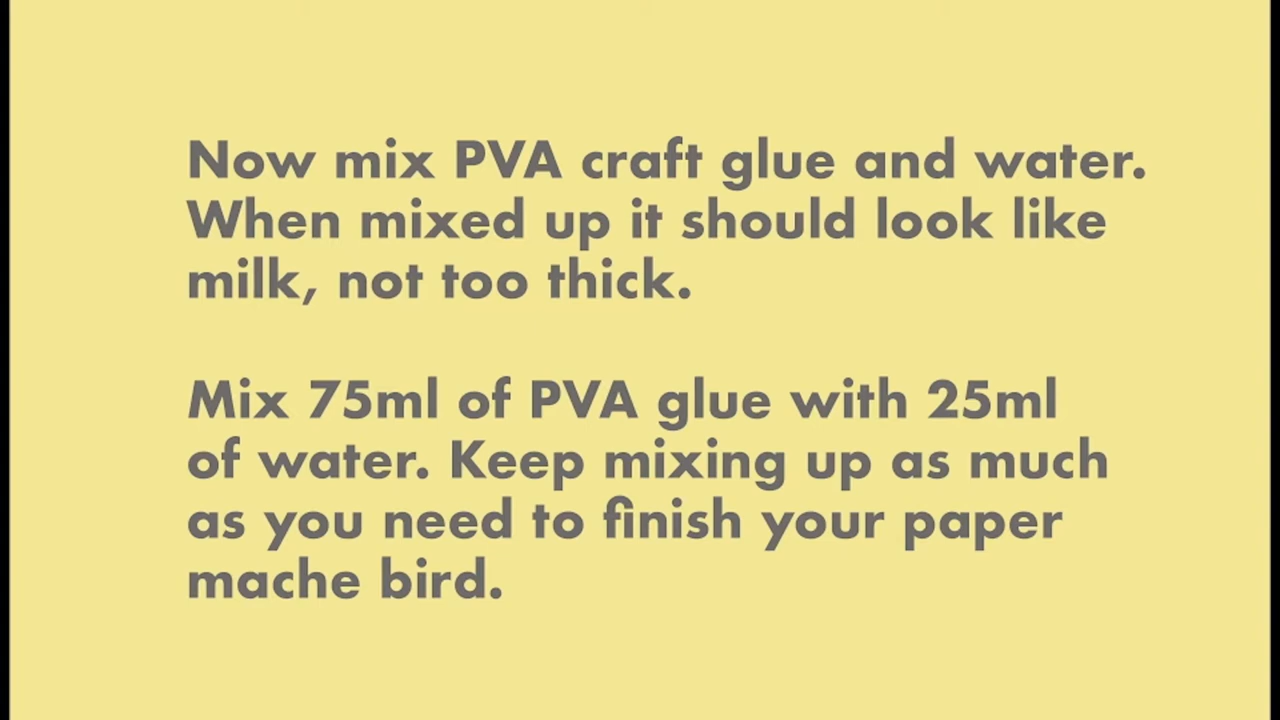 Now mix PVA craft glue and water.
When mixed up it should look like
milk, not too thick.
Mix 75ml of PVA glue with 25ml
of water. Keep mixing up as much
as you need to finish your paper
mache bird.